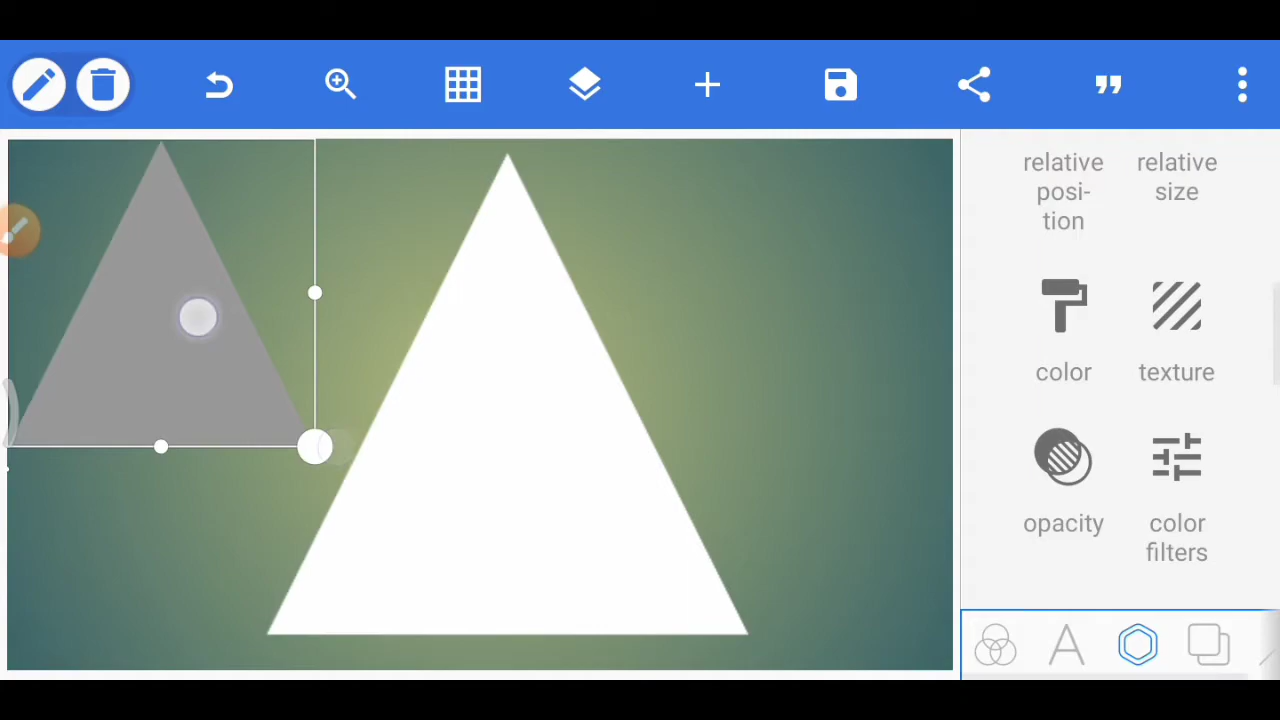 relative
posi-
tion
relative
size
color
texture
opacity
color
filters